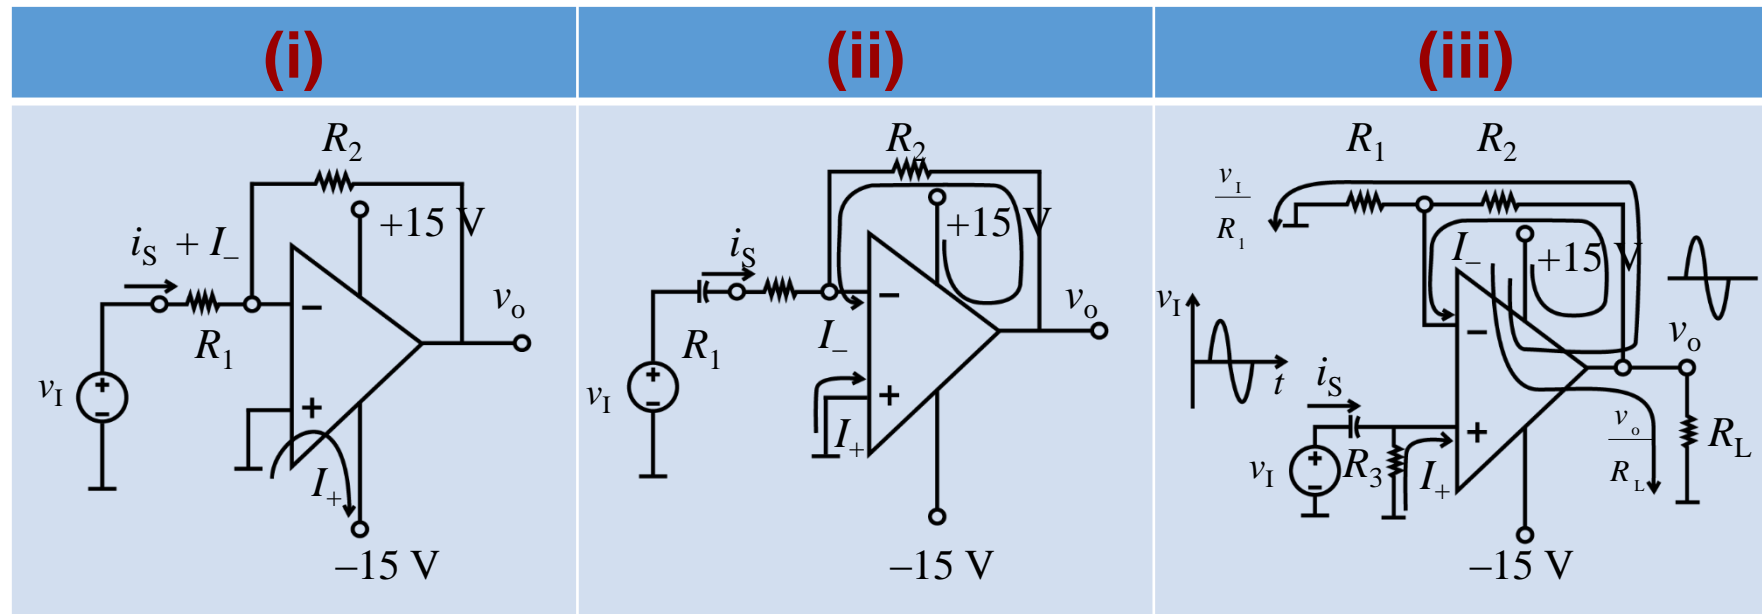 (i)
(ii)
(iii)
R2
+15 V
iS + I−
−
R1
vo
vI
+
−
+
I+
−15 V
R2
+15 V
iS
−
R1
I−
vo
vI
+
−
+
I+
−15 V
R1
R2
vI
R1
I−
+15 V
vI
t
−
vo
iS
+
vI
+
−
R3
I+
vo
RL
RL
−15 V